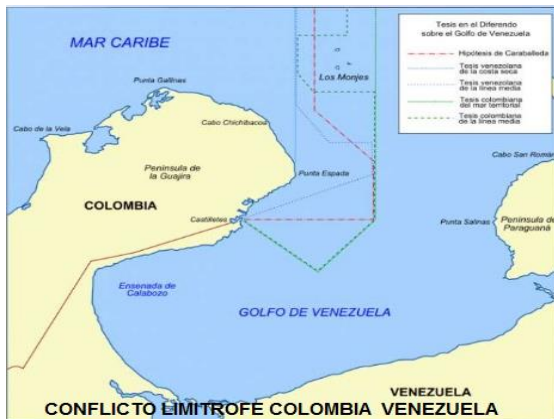 MAR CARIBE
Tesis en el Diferendo
sobre el Golfo de Venezuela
Hipótesis de Caraballeda
Tesis venezolana
de la costa seca
Tesis venezolana
de la línea media
Tesis colombiana
del mar territorial
Tesis colombiana
de la línea media
Punta Gallinas
Los Monjes
Cabo de la Vela
Cabo Chichibacoa
Cabo San Román
Península de
la Guajira
Punta Espada
COLOMBIA
Castilletes
Punta Salinas
Península de
Paraguaná
Ensenada de
Calabozo
GOLFO DE VENEZUELA
VENEZUELA
CONFLICTO LIMITROFE COLOMBIA VENEZUELA